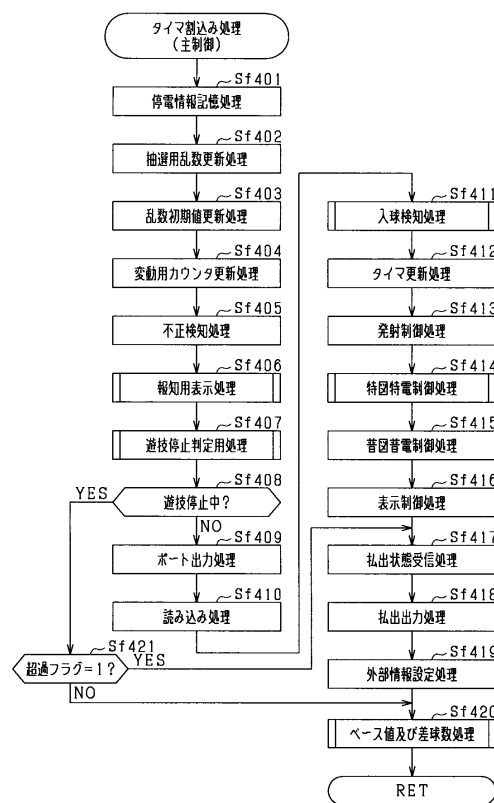 タイマ割込み処理
(主制御)
Sf401
停電情報記憶処理
Sf402
抽選用乱数更新処理
Sf403
乱数初期値更新処理
Sf404
変動用カウンタ更新処理
Sf405
不正検知処理
Sf406
報知用表示処理
Sf407
遊技停止判定用処理
Sf408
遊技停止中?
YES
NO
Sf409
ポート出力処理
Sf410
読み込み処理
Sf421
超過フラグ=1?
YES
NO
Sf411
入球検知処理
Sf412
タイマ更新処理
Sf413
発射制御処理
Sf414
特図特電制御処理
Sf415
普図普電制御処理
Sf416
表示制御処理
Sf417
払出状態受信処理
Sf418
払出出力処理
Sf419
外部情報設定処理
Sf420
ベース値及び差球数処理
RET